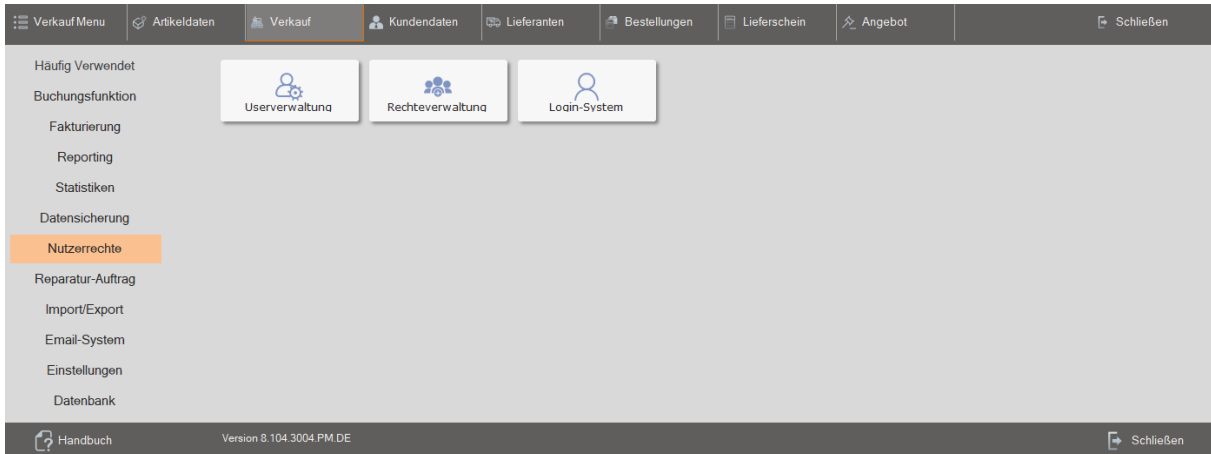 Verkauf Menu
Artikeldaten
Verkauf
Kundendaten
Lieferanten
Bestellungen
Lieferschein
Angebot
Schließen
Häufig Verwendet
Buchungsfunktion
Fakturierung
Reporting
Statistiken
Datensicherung
Nutzerrechte
Reparatur-Auftrag
Import/Export
Email-System
Einstellungen
Datenbank
Userverwaltung
Rechteverwaltung
Login-System
Handbuch
Version 8.104.3004.PM.DE
Schließen